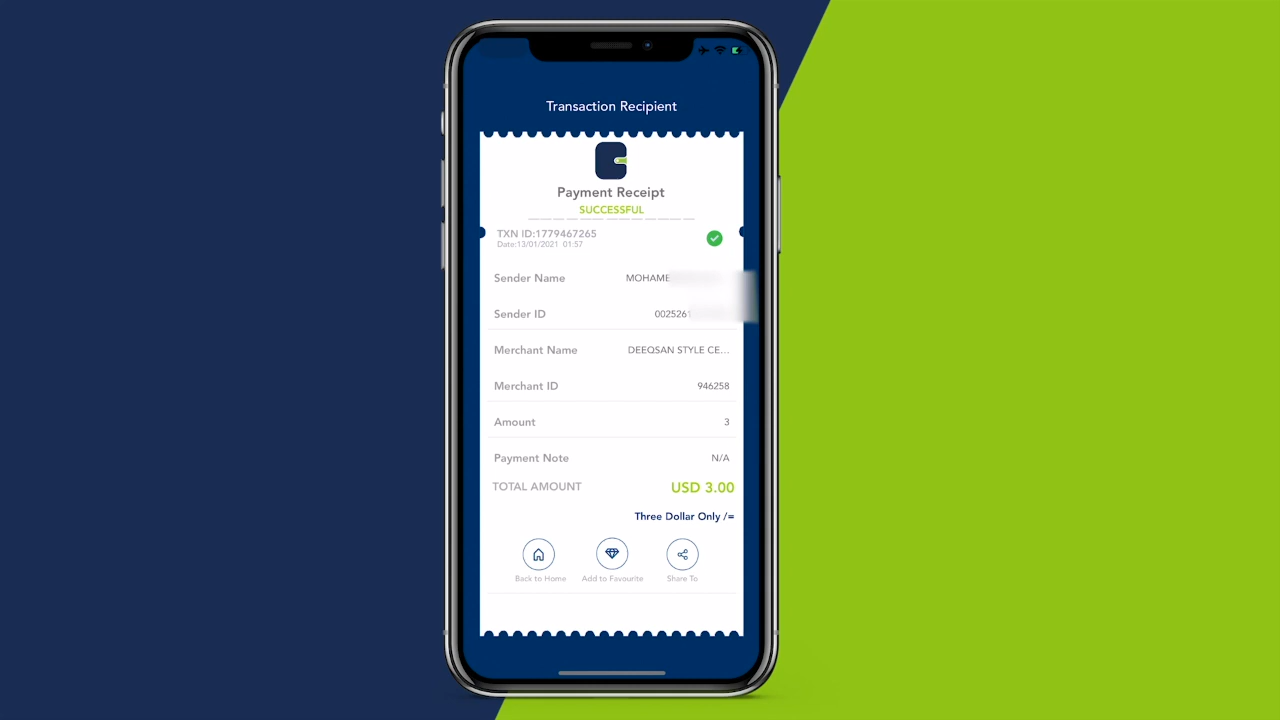 Transaction Recipient
Payment Receipt
SUCCESSFUL
TXN ID:1779467265
Date:13/01/2021 01:57
Sender Name MOHAME
Sender ID 0025261
Merchant Name DEEQSAN STYLE CE...
Merchant ID 946258
Amount 3
Payment Note N/A
TOTAL AMOUNT USD 3.00
Three Dollar Only /=
Back to Home Add to Favourite Share To